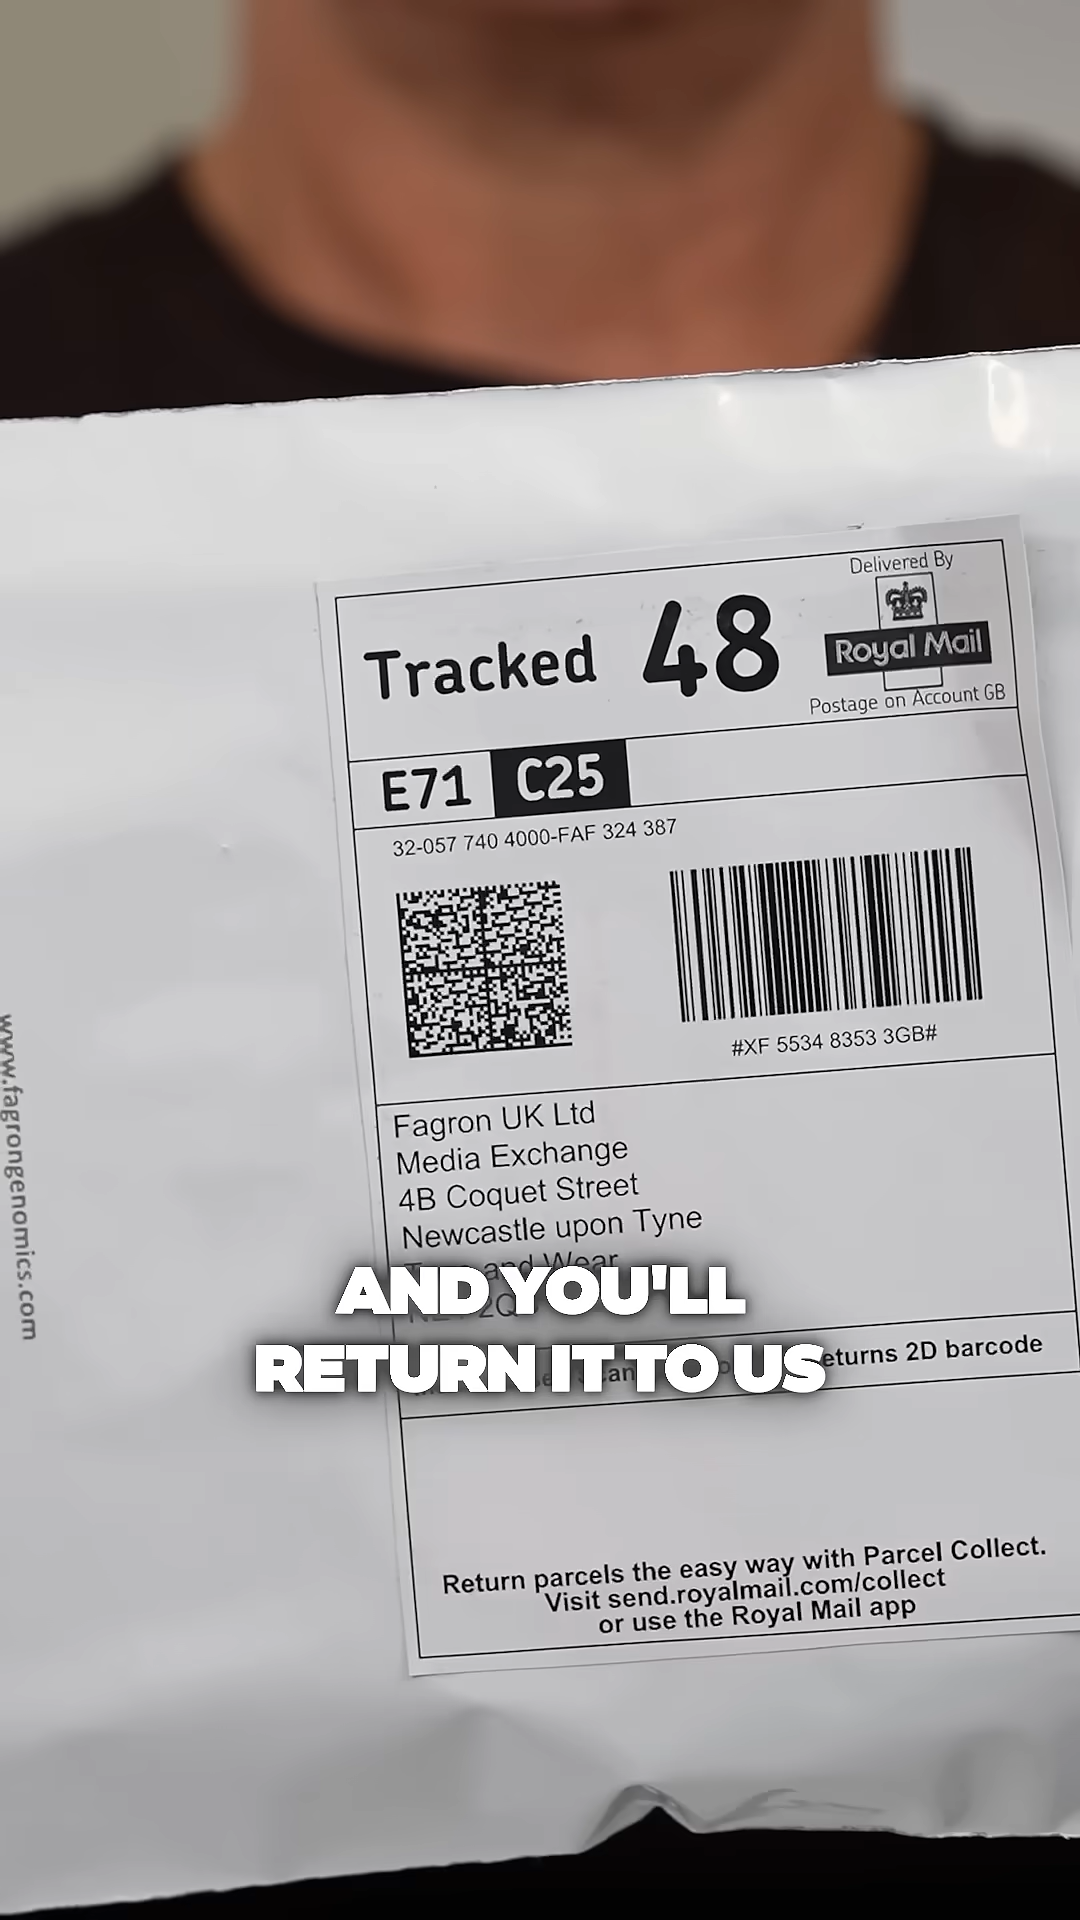 Delivered By
Tracked 48
Royal Mail
Postage on Account GB
E71 C25
32-057 740 4000-FAF 324 387
#XF 5534 8353 3GB#
Fagron UK Ltd
Media Exchange
4B Coquet Street
Newcastle upon Tyne
and Wear
AND YOU'LL
RETURN IT TO US
eturns 2D barcode
Return parcels the easy way with Parcel Collect.
Visit send.royalmail.com/collect
or use the Royal Mail app
www.fagrongenomics.com